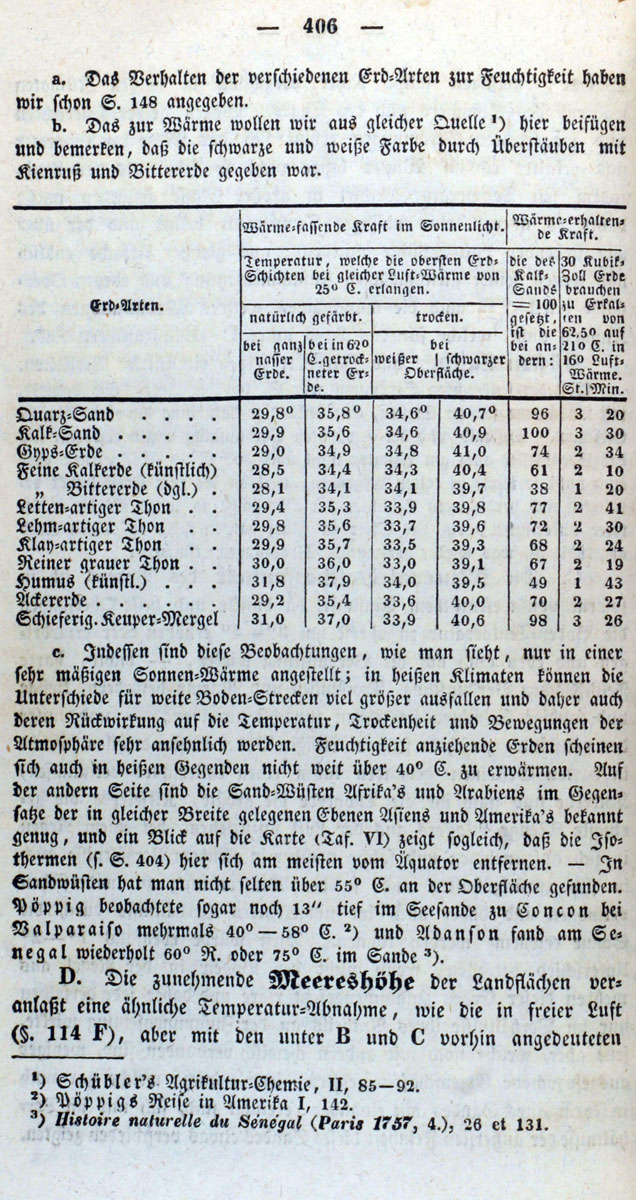 — 406 —
a. Das Verhalten der verschiedenen Erd-Arten zur Feuchtigkeit haben
wir schon S. 148 angegeben.
b. Das zur Wärme wollen wir aus gleicher Quelle ¹) hier beifügen
und bemerken, daß die schwarze und weiße Farbe durch Überstäuben mit
Kienruß und Bittererde gegeben war.
Erd-Arten.
Wärme-fassende Kraft im Sonnenlicht.
Temperatur, welche die obersten Erd-
Schichten bei gleicher Luft-Wärme von
25° C. erlangen.
natürlich gefärbt. trocken.
bei ganz
nasser
Erde.
bei in 62°
C. getrock-
neter Er-
de.
bei
weißer schwarzer
Oberfläche.
Wärme-erhalten-
de Kraft.
die des
Kalk-
Sands
= 100
gesetzt,
ist die
bei an-
dern:
30 Kubik-
Zoll Erde
brauchen
zu Erkal-
ten von
62,50 auf
21° C. in
16° Luft-
Wärme.
St. Min.
Quarz-Sand . . . . 29,8° 35,8° 34,6° 40,7° 96 3 20
Kalk-Sand . . . . . 29,9 35,6 34,6 40,9 100 3 30
Gyps-Erde . . . . . 29,0 34,9 34,8 41,0 74 2 34
Feine Kalkerde (künstlich) 28,5 34,4 34,3 40,4 61 2 10
„ Bittererde (dgl.) . 28,1 34,1 34,1 39,7 38 1 20
Letten-artiger Thon . . 29,4 35,3 33,9 39,8 77 2 41
Lehm-artiger Thon . . 29,8 35,6 33,7 39,6 72 2 30
Klay-artiger Thon . . 29,9 35,7 33,5 39,3 68 2 24
Reiner grauer Thon . . 30,0 36,0 33,0 39,1 67 2 19
Humus (künstl.) . . . 31,8 37,9 34,0 39,5 49 1 43
Ackererde . . . . . . 29,2 35,4 33,6 40,0 70 2 27
Schieferig. Keuper-Mergel 31,0 37,0 33,9 40,6 98 3 26
c. Indessen sind diese Beobachtungen, wie man sieht, nur in einer
sehr mäßigen Sonnen-Wärme angestellt; in heißen Klimaten können die
Unterschiede für weite Boden-Strecken viel größer ausfallen und daher auch
deren Rückwirkung auf die Temperatur, Trockenheit und Bewegungen der
Atmosphäre sehr ansehnlich werden. Feuchtigkeit anziehende Erden scheinen
sich auch in heißen Gegenden nicht weit über 40° C. zu erwärmen. Auf
der andern Seite sind die Sand-Wüsten Afrika's und Arabiens im Gegen-
satze der in gleicher Breite gelegenen Ebenen Asiens und Amerika's bekannt
genug, und ein Blick auf die Karte (Taf. VI) zeigt sogleich, daß die Iso-
thermen (s. S. 404) hier sich am meisten vom Äquator entfernen. — In
Sandwüsten hat man nicht selten über 55° C. an der Oberfläche gefunden.
Pöppig beobachtete sogar noch 13″ tief im Seesande zu Concon bei
Valparaiso mehrmals 40° — 58° C. ²) und Adanson fand am Se-
negal wiederholt 60° R. oder 75° C. im Sande ³).
D. Die zunehmende Meereshöhe der Landflächen ver-
anlaßt eine ähnliche Temperatur-Abnahme, wie die in freier Luft
(§. 114 F), aber mit den unter B und C vorhin angedeuteten
¹) Schübler's Agrikultur-Chemie, II, 85—92.
²) Pöppigs Reise in Amerika I, 142.
³) Histoire naturelle du Sénégal (Paris 1757, 4.), 26 et 131.